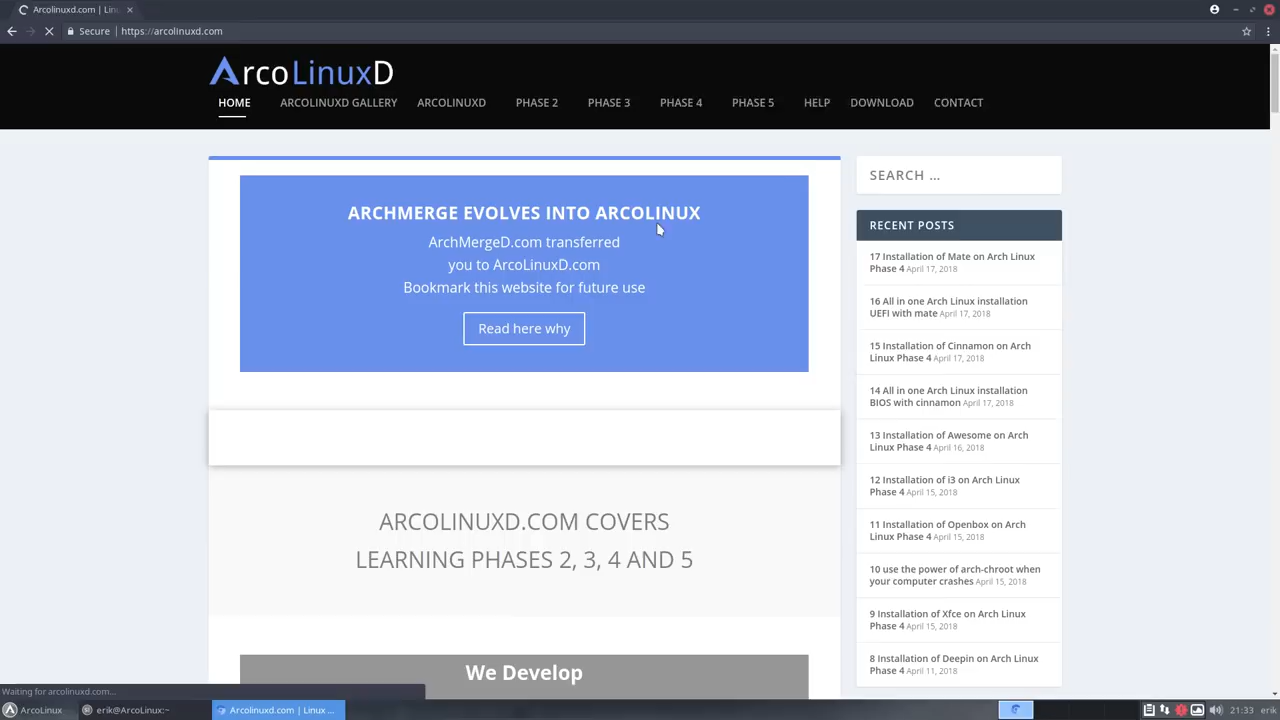 Arcolinuxd.com | Linu
Secure
https://arcolinuxd.com
ArcoLinuxD
HOME
ARCOLINUXD GALLERY
ARCOLINUXD
PHASE 2
PHASE 3
PHASE 4
PHASE 5
HELP
DOWNLOAD
CONTACT
ARCHMERGE EVOLVES INTO ARCOLINUX
ArchMergeD.com transferred
you to ArcoLinuxD.com
Bookmark this website for future use
Read here why
ARCOLINUXD.COM COVERS
LEARNING PHASES 2, 3, 4 AND 5
We Develop
SEARCH …
RECENT POSTS
17 Installation of Mate on Arch Linux
Phase 4 April 17, 2018
16 All in one Arch Linux installation
UEFI with mate April 17, 2018
15 Installation of Cinnamon on Arch
Linux Phase 4 April 17, 2018
14 All in one Arch Linux installation
BIOS with cinnamon April 17, 2018
13 Installation of Awesome on Arch
Linux Phase 4 April 16, 2018
12 Installation of i3 on Arch Linux
Phase 4 April 15, 2018
11 Installation of Openbox on Arch
Linux Phase 4 April 15, 2018
10 use the power of arch-chroot when
your computer crashes April 15, 2018
9 Installation of Xfce on Arch Linux
Phase 4 April 15, 2018
8 Installation of Deepin on Arch Linux
Phase 4 April 11, 2018
Waiting for arcolinuxd.com...
ArcoLinux
erik@ArcoLinux:~
Arcolinuxd.com | Linux ...
21:33
erik